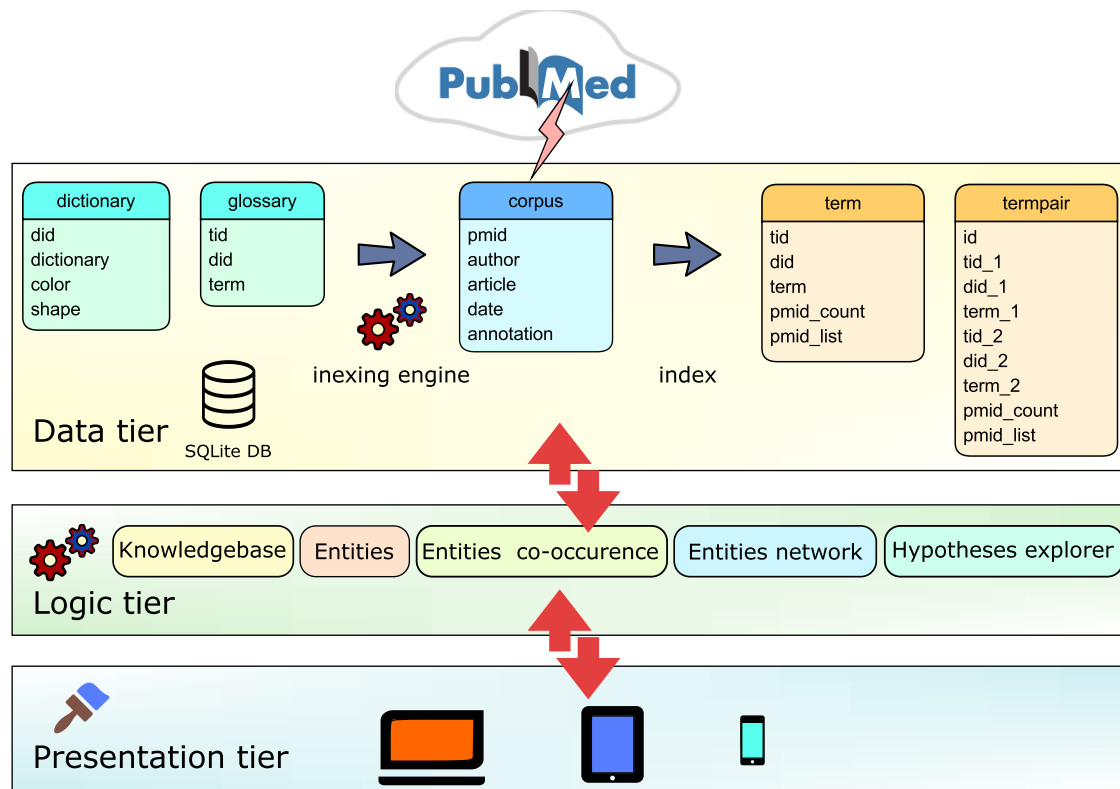 PubMed
dictionary
did
dictionary
color
shape
glossary
tid
did
term
corpus
pmid
author
article
date
annotation
term
tid
did
term
pmid_count
pmid_list
termpair
id
tid_1
did_1
term_1
tid_2
did_2
term_2
pmid_count
pmid_list
inexing engine
index
SQLite DB
Data tier
Knowledgebase
Entities
Entities co-occurence
Entities network
Hypotheses explorer
Logic tier
Presentation tier